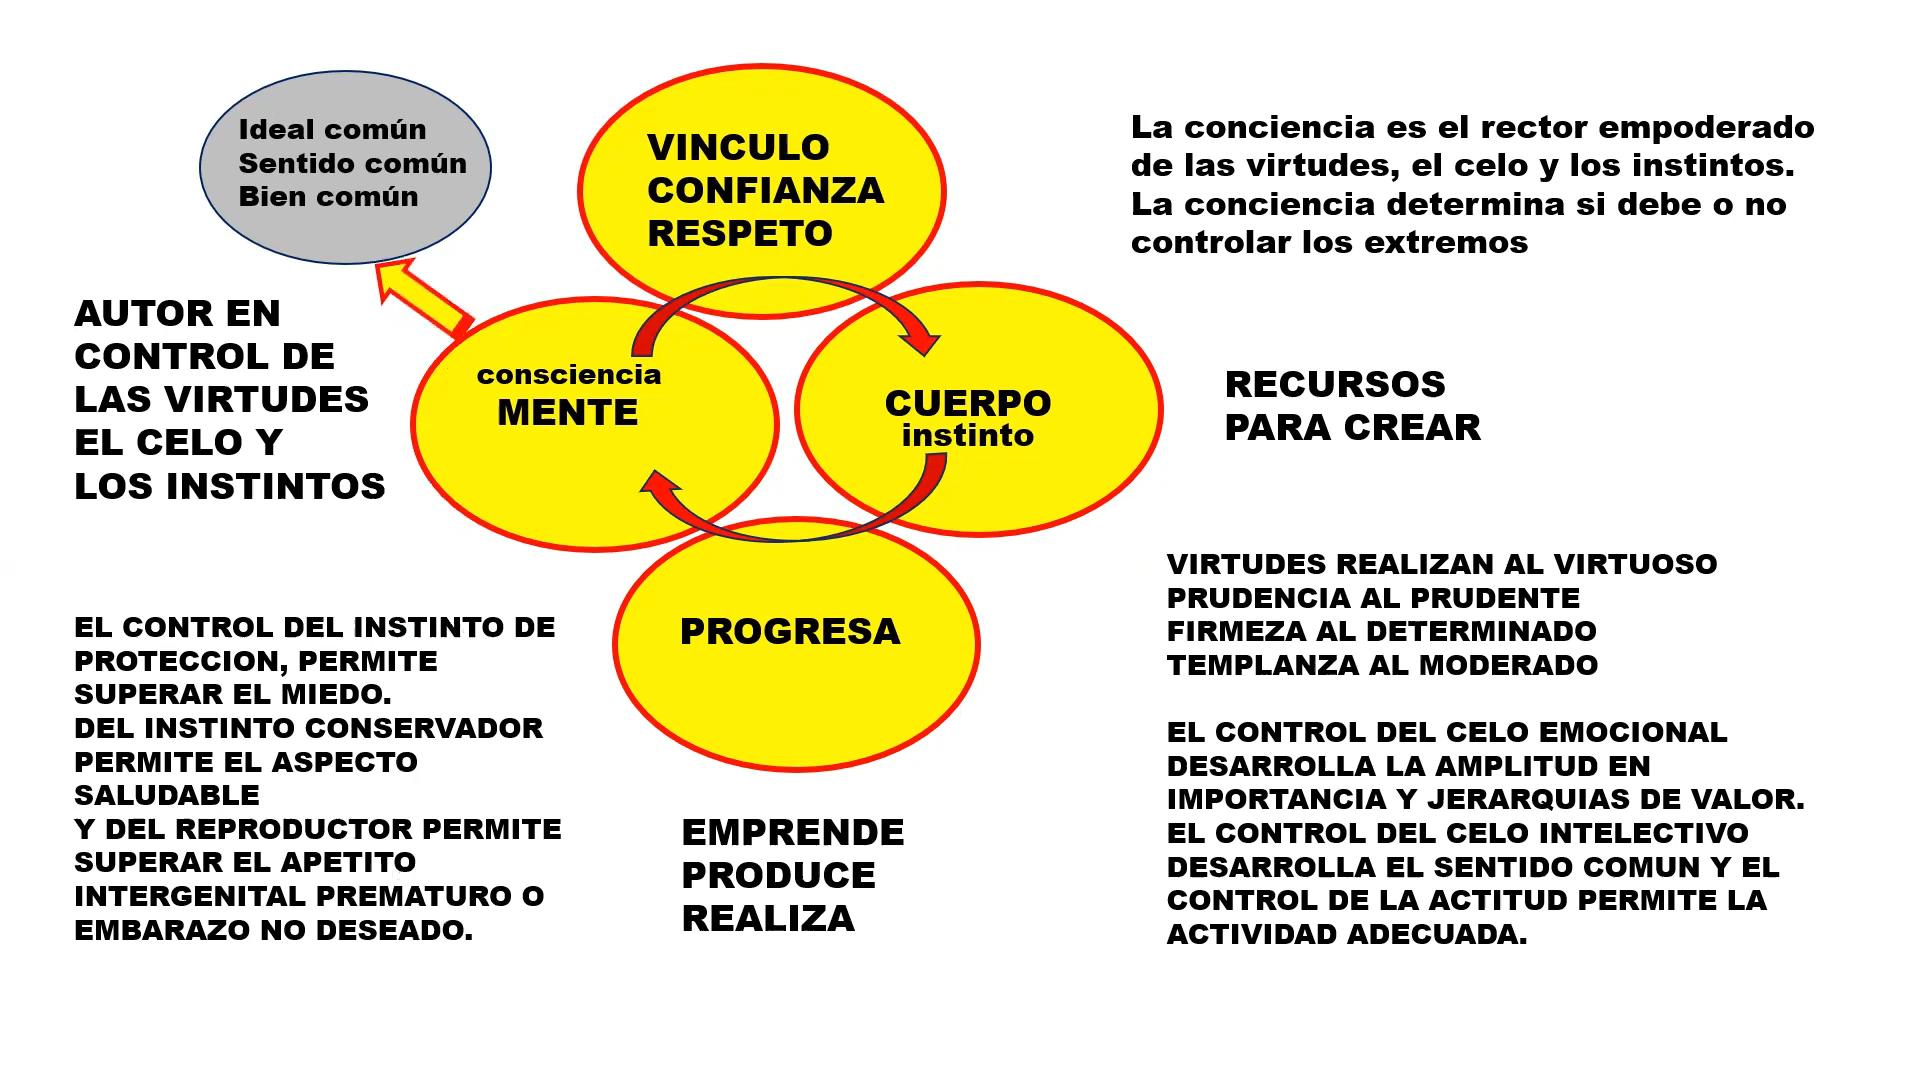 Ideal común
Sentido común
Bien común
VINCULO
CONFIANZA
RESPETO
La conciencia es el rector empoderado
de las virtudes, el celo y los instintos.
La conciencia determina si debe o no
controlar los extremos
AUTOR EN
CONTROL DE
LAS VIRTUDES
EL CELO Y
LOS INSTINTOS
consciencia
MENTE
CUERPO
instinto
RECURSOS
PARA CREAR
PROGRESA
EL CONTROL DEL INSTINTO DE
PROTECCION, PERMITE
SUPERAR EL MIEDO.
DEL INSTINTO CONSERVADOR
PERMITE EL ASPECTO
SALUDABLE
Y DEL REPRODUCTOR PERMITE
SUPERAR EL APETITO
INTERGENITAL PREMATURO O
EMBARAZO NO DESEADO.
EMPRENDE
PRODUCE
REALIZA
VIRTUDES REALIZAN AL VIRTUOSO
PRUDENCIA AL PRUDENTE
FIRMEZA AL DETERMINADO
TEMPLANZA AL MODERADO
EL CONTROL DEL CELO EMOCIONAL
DESARROLLA LA AMPLITUD EN
IMPORTANCIA Y JERARQUIAS DE VALOR.
EL CONTROL DEL CELO INTELECTIVO
DESARROLLA EL SENTIDO COMUN Y EL
CONTROL DE LA ACTITUD PERMITE LA
ACTIVIDAD ADECUADA.